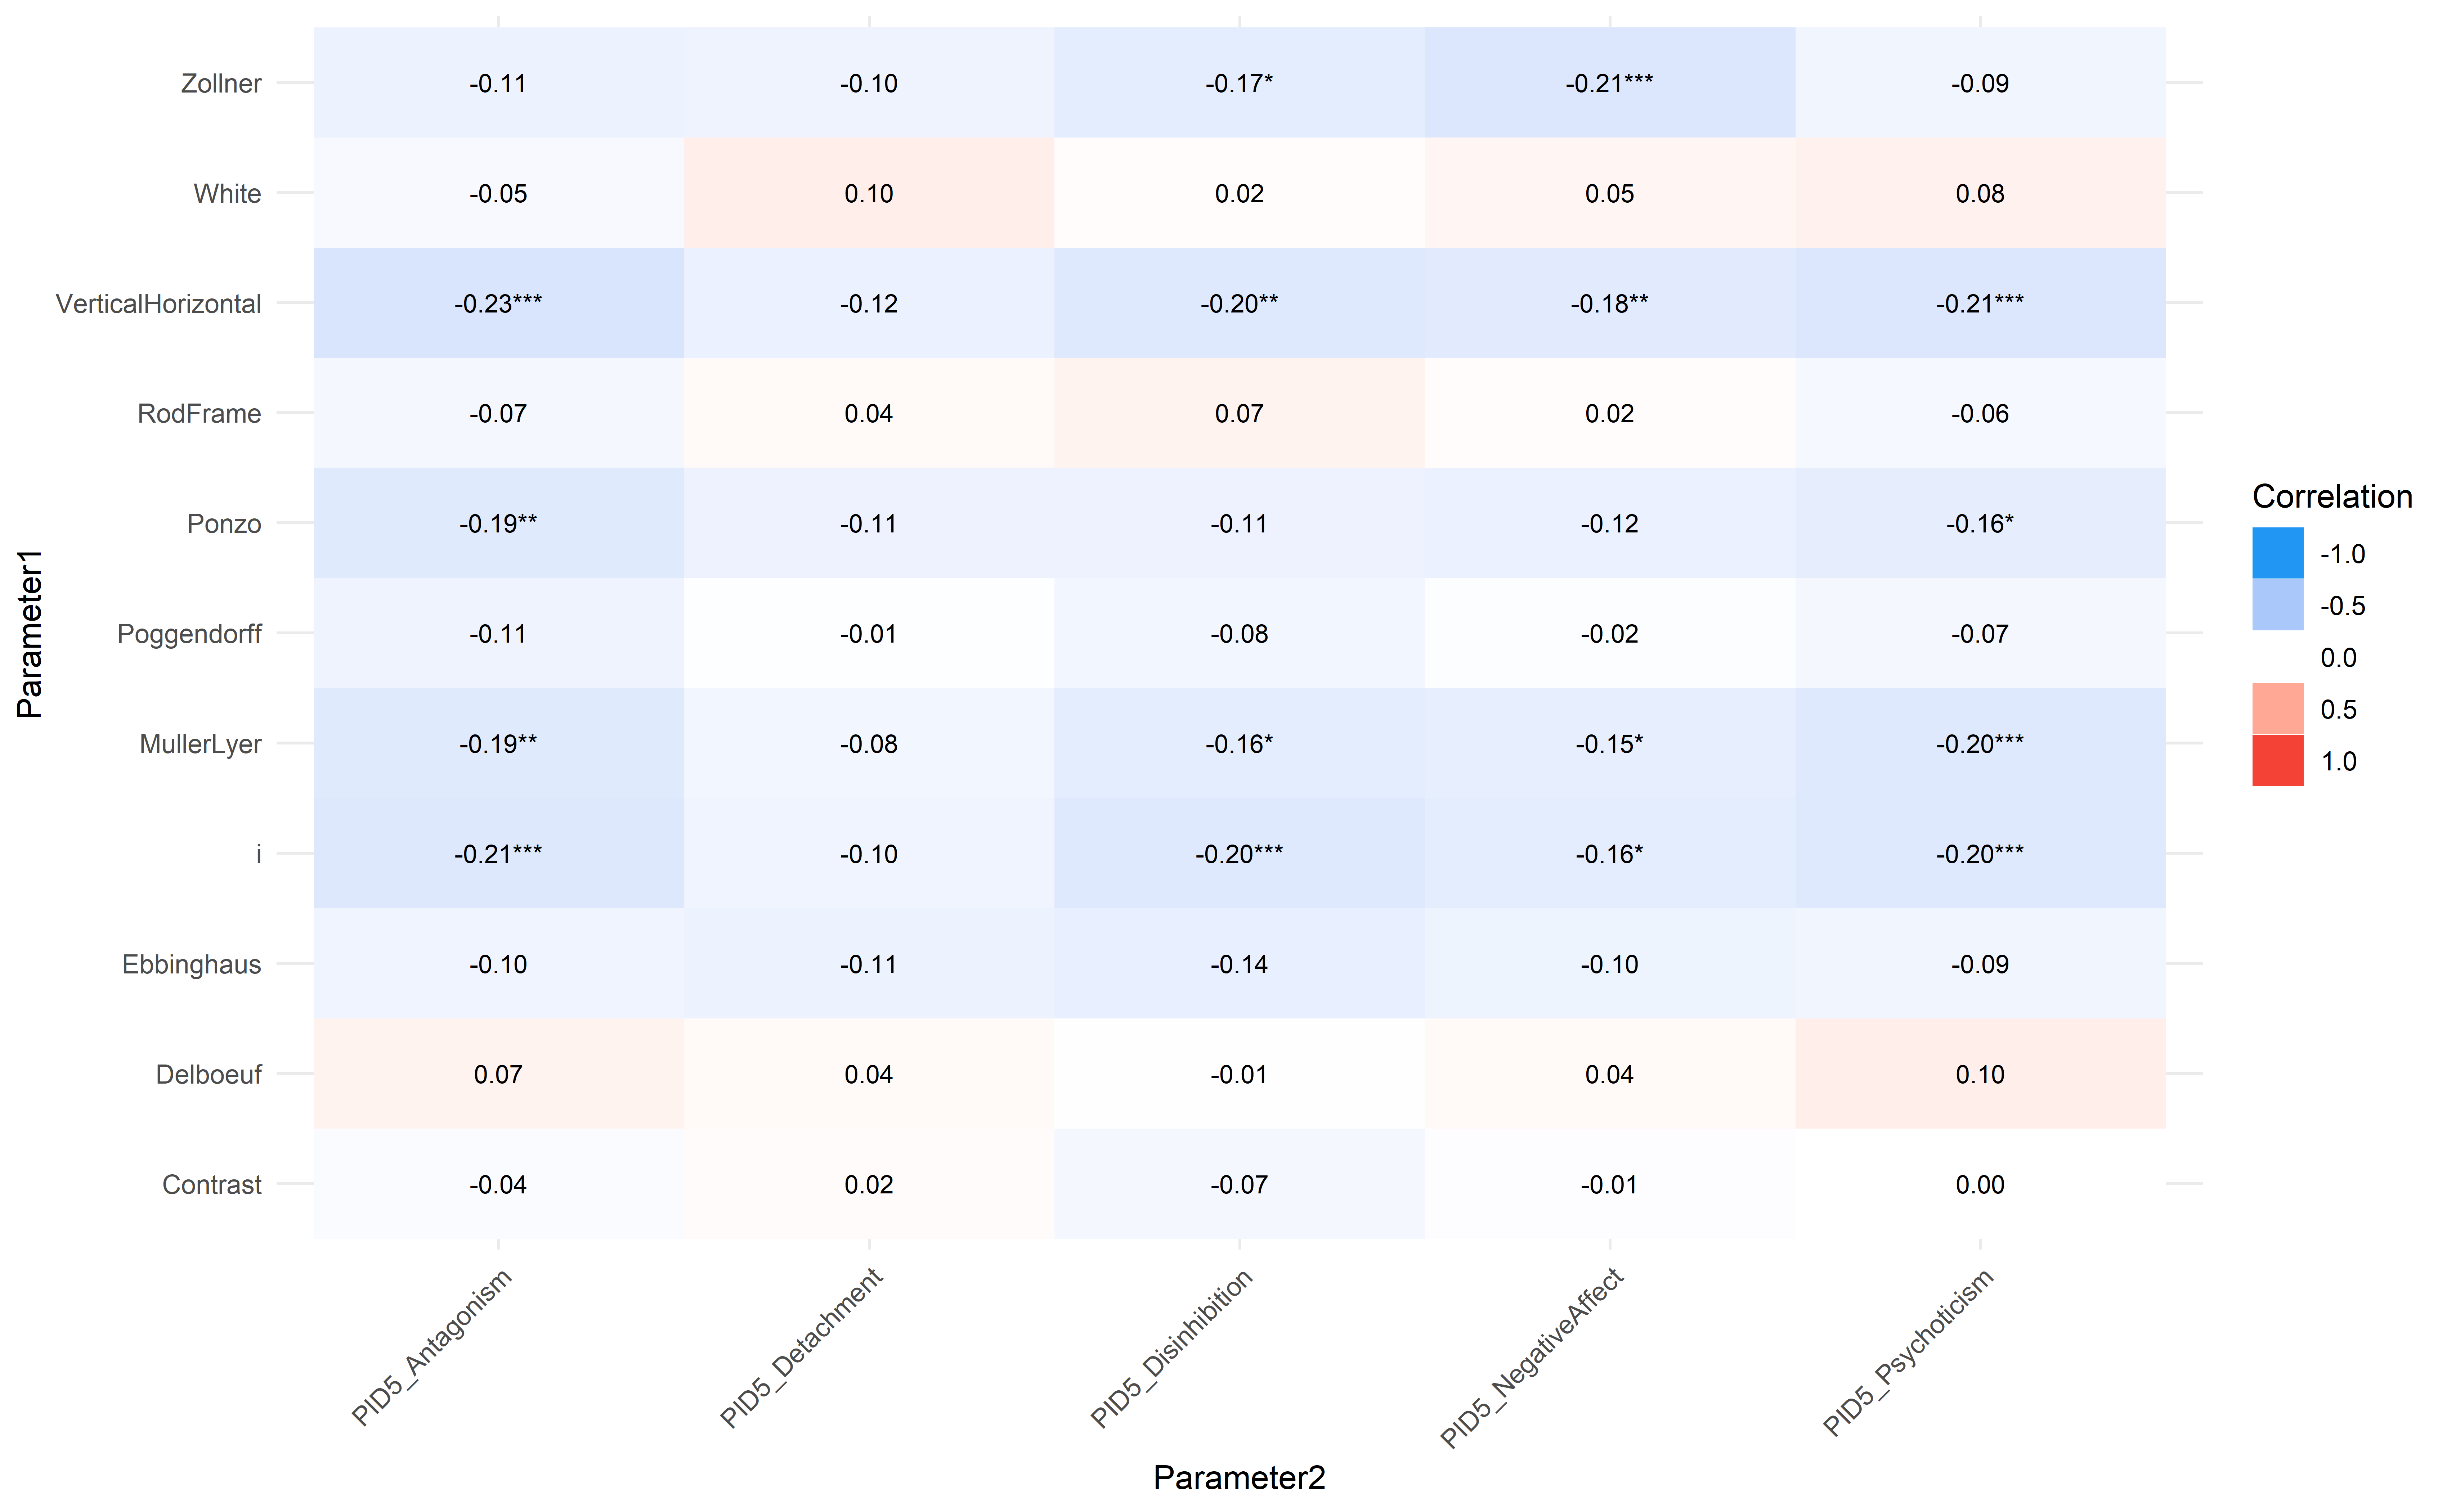 Zollner -0.11 -0.10 -0.17* -0.21*** -0.09
White -0.05 0.10 0.02 0.05 0.08
VerticalHorizontal -0.23*** -0.12 -0.20** -0.18** -0.21***
RodFrame -0.07 0.04 0.07 0.02 -0.06
Ponzo -0.19** -0.11 -0.11 -0.12 -0.16*
Poggendorff -0.11 -0.01 -0.08 -0.02 -0.07
MullerLyer -0.19** -0.08 -0.16* -0.15* -0.20***
i -0.21*** -0.10 -0.20*** -0.16* -0.20***
Ebbinghaus -0.10 -0.11 -0.14 -0.10 -0.09
Delboeuf 0.07 0.04 -0.01 0.04 0.10
Contrast -0.04 0.02 -0.07 -0.01 0.00
Parameter1
PID5_Antagonism PID5_Detachment PID5_Disinhibition PID5_NegativeAffect PID5_Psychoticism
Parameter2
Correlation
-1.0
-0.5
0.0
0.5
1.0